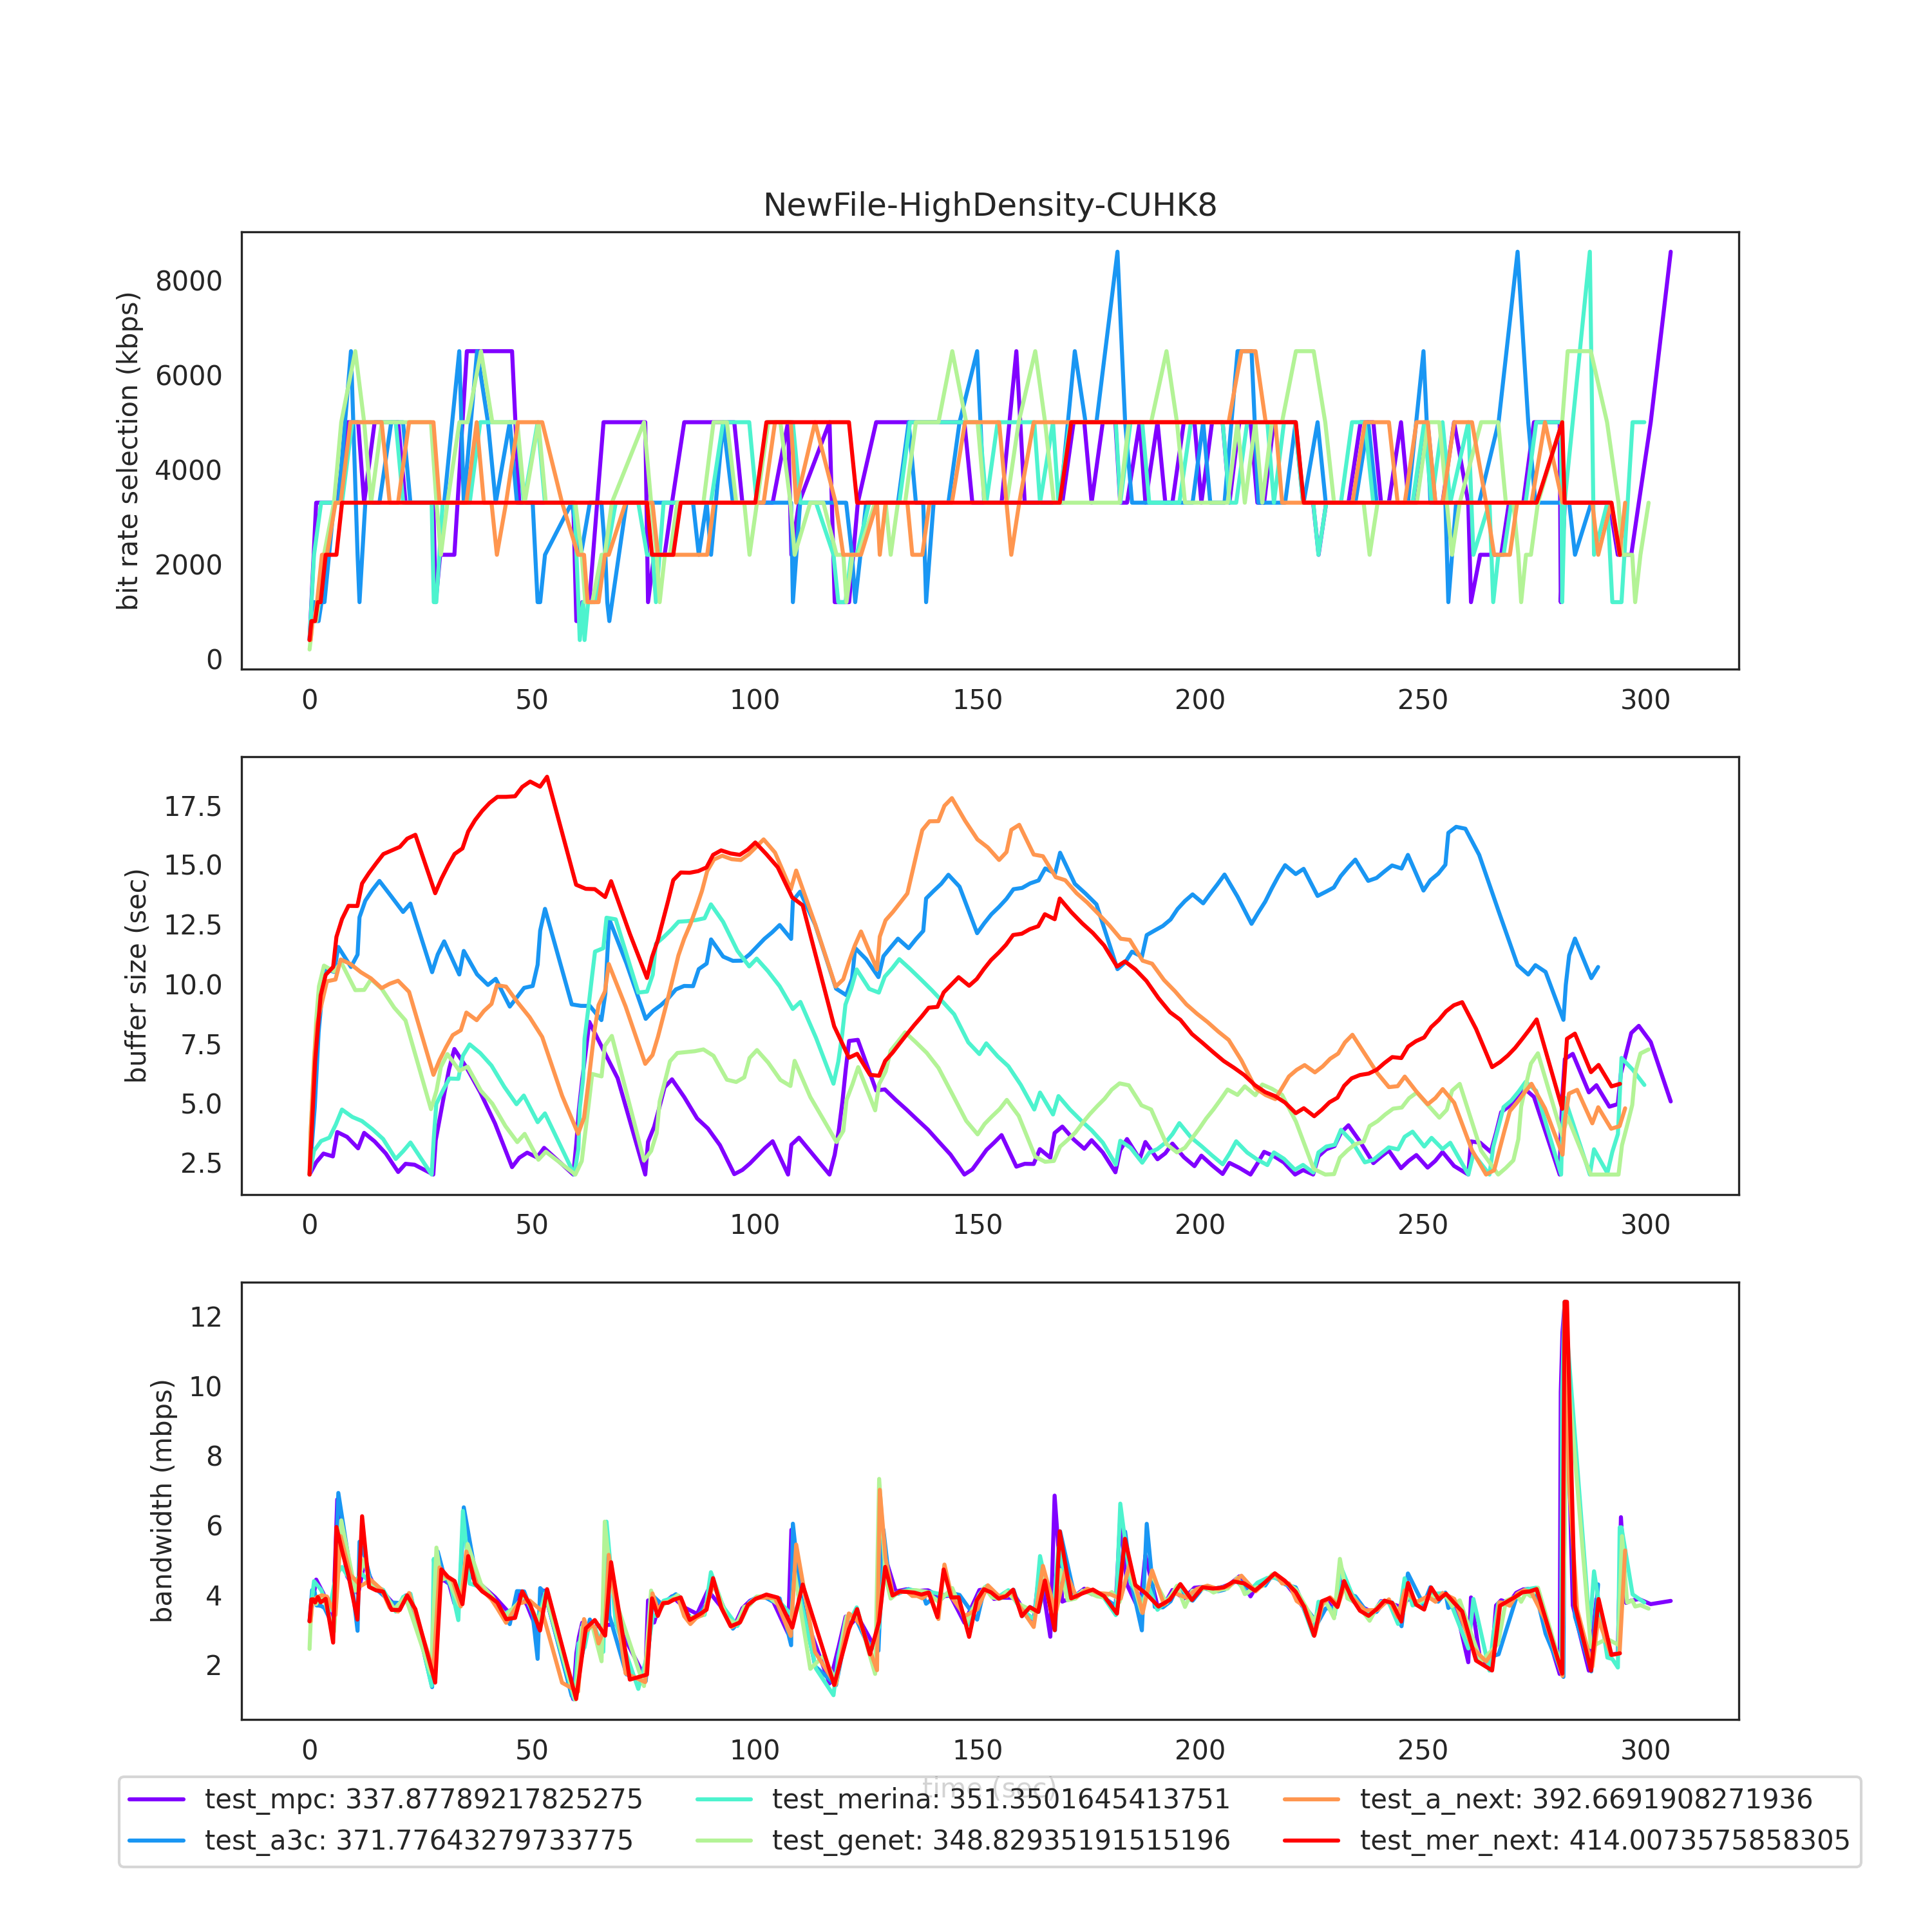 NewFile-HighDensity-CUHK8
bit rate selection (kbps)
8000
6000
4000
2000
0
0 50 100 150 200 250 300
buffer size (sec)
17.5
15.0
12.5
10.0
7.5
5.0
2.5
0 50 100 150 200 250 300
bandwidth (mbps)
12
10
8
6
4
2
0 50 100 150 200 250 300
time (sec)
test_mpc: 337.87789217825275 test_merina: 351.3501645413751 test_a_next: 392.6691908271936
test_a3c: 371.77643279733775 test_genet: 348.82935191515196 test_mer_next: 414.0073575858305